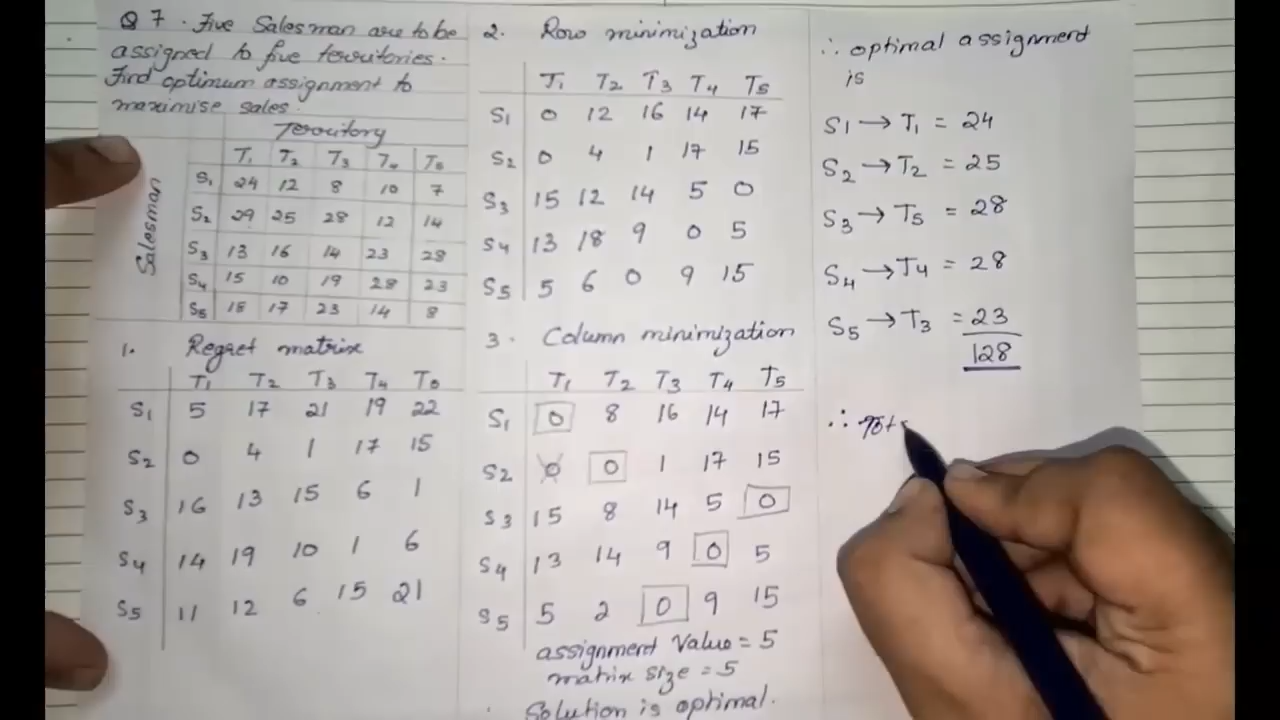 Q 7. Five Salesman are to be
assigned to five territories.
Find optimum assignment to
maximise sales.
Territory
Salesman
T1 T2 T3 T4 T5
S1 24 12 8 10 7
S2 29 25 28 12 14
S3 13 16 14 23 28
S4 15 10 19 28 23
S5 18 17 23 14 8
1. Regret matrix
T1 T2 T3 T4 T5
S1 5 17 21 19 22
S2 0 4 1 17 15
S3 16 13 15 6 1
S4 14 19 10 1 6
S5 11 12 6 15 21
2. Row minimization
T1 T2 T3 T4 T5
S1 0 12 16 14 17
S2 0 4 1 17 15
S3 15 12 14 5 0
S4 13 18 9 0 5
S5 5 6 0 9 15
3. Column minimization
T1 T2 T3 T4 T5
S1 0 8 16 14 17
S2 0 0 1 17 15
S3 15 8 14 5 0
S4 13 14 9 0 5
S5 5 2 0 9 15
assignment value = 5
matrix size = 5
Solution is optimal.
∴ optimal assignment
is
S1 → T1 = 24
S2 → T2 = 25
S3 → T5 = 28
S4 → T4 = 28
S5 → T3 = 23
128
∴